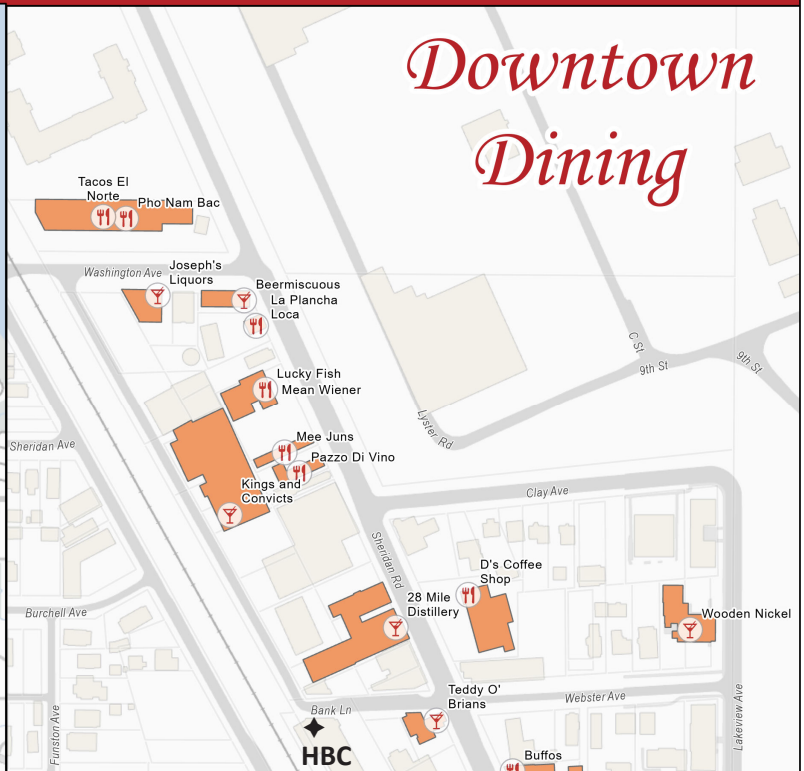 Downtown
Dining
Tacos El
Norte
Pho Nam Bac
Washington Ave
Joseph's
Liquors
Beermiscuous
La Plancha
Loca
C St
9th St
9th St
Lucky Fish
Mean Wiener
Lyster Rd
Sheridan Ave
Mee Juns
Pazzo Di Vino
Kings and
Convicts
Clay Ave
Sheridan Rd
D's Coffee
Shop
28 Mile
Distillery
Burchell Ave
Wooden Nickel
Teddy O'
Brians
Webster Ave
Bank Ln
Funston Ave
Lakeview Ave
HBC
Buffos